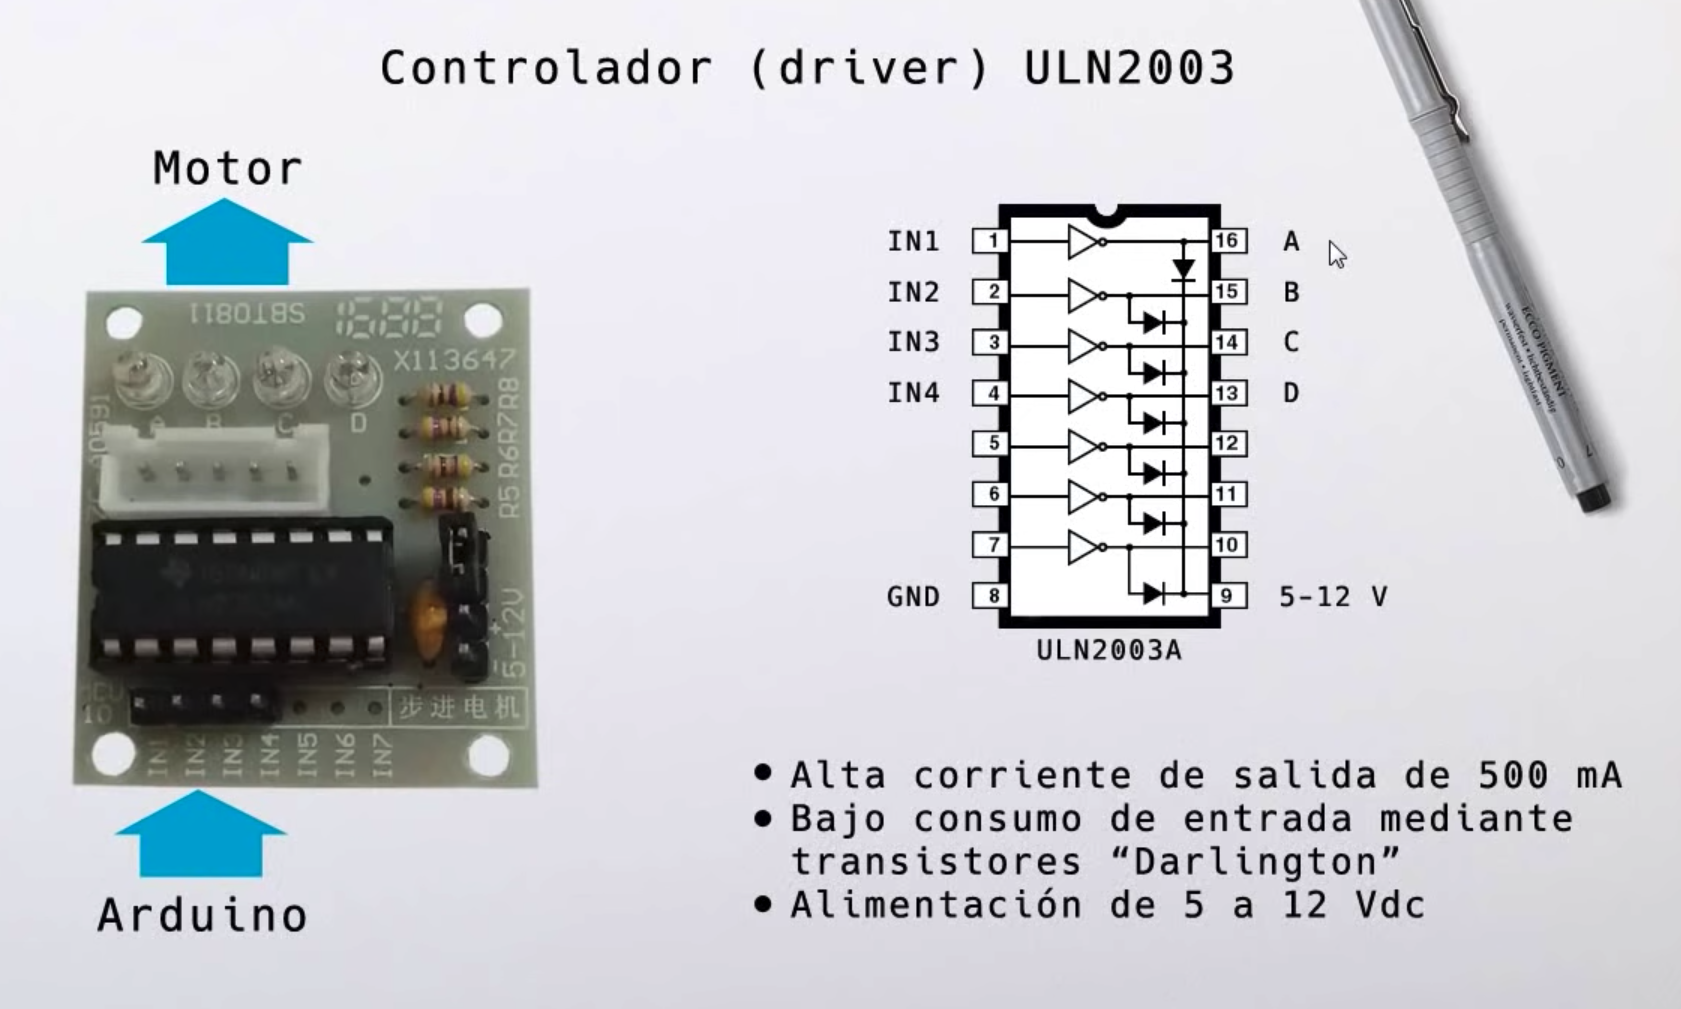 Controlador (driver) ULN2003
Motor
SBT0811
X113647
A
B
C
D
R5 R6 R7 R8
5-12V
+
-
步进电机
IN1
IN2
IN3
IN4
IN5
IN6
IN7
Arduino
IN1 1 16 A
IN2 2 15 B
IN3 3 14 C
IN4 4 13 D
5 12
6 11
7 10
GND 8 9 5-12 V
ULN2003A
• Alta corriente de salida de 500 mA
• Bajo consumo de entrada mediante
transistores “Darlington”
• Alimentación de 5 a 12 Vdc
ECCO PIGMENT